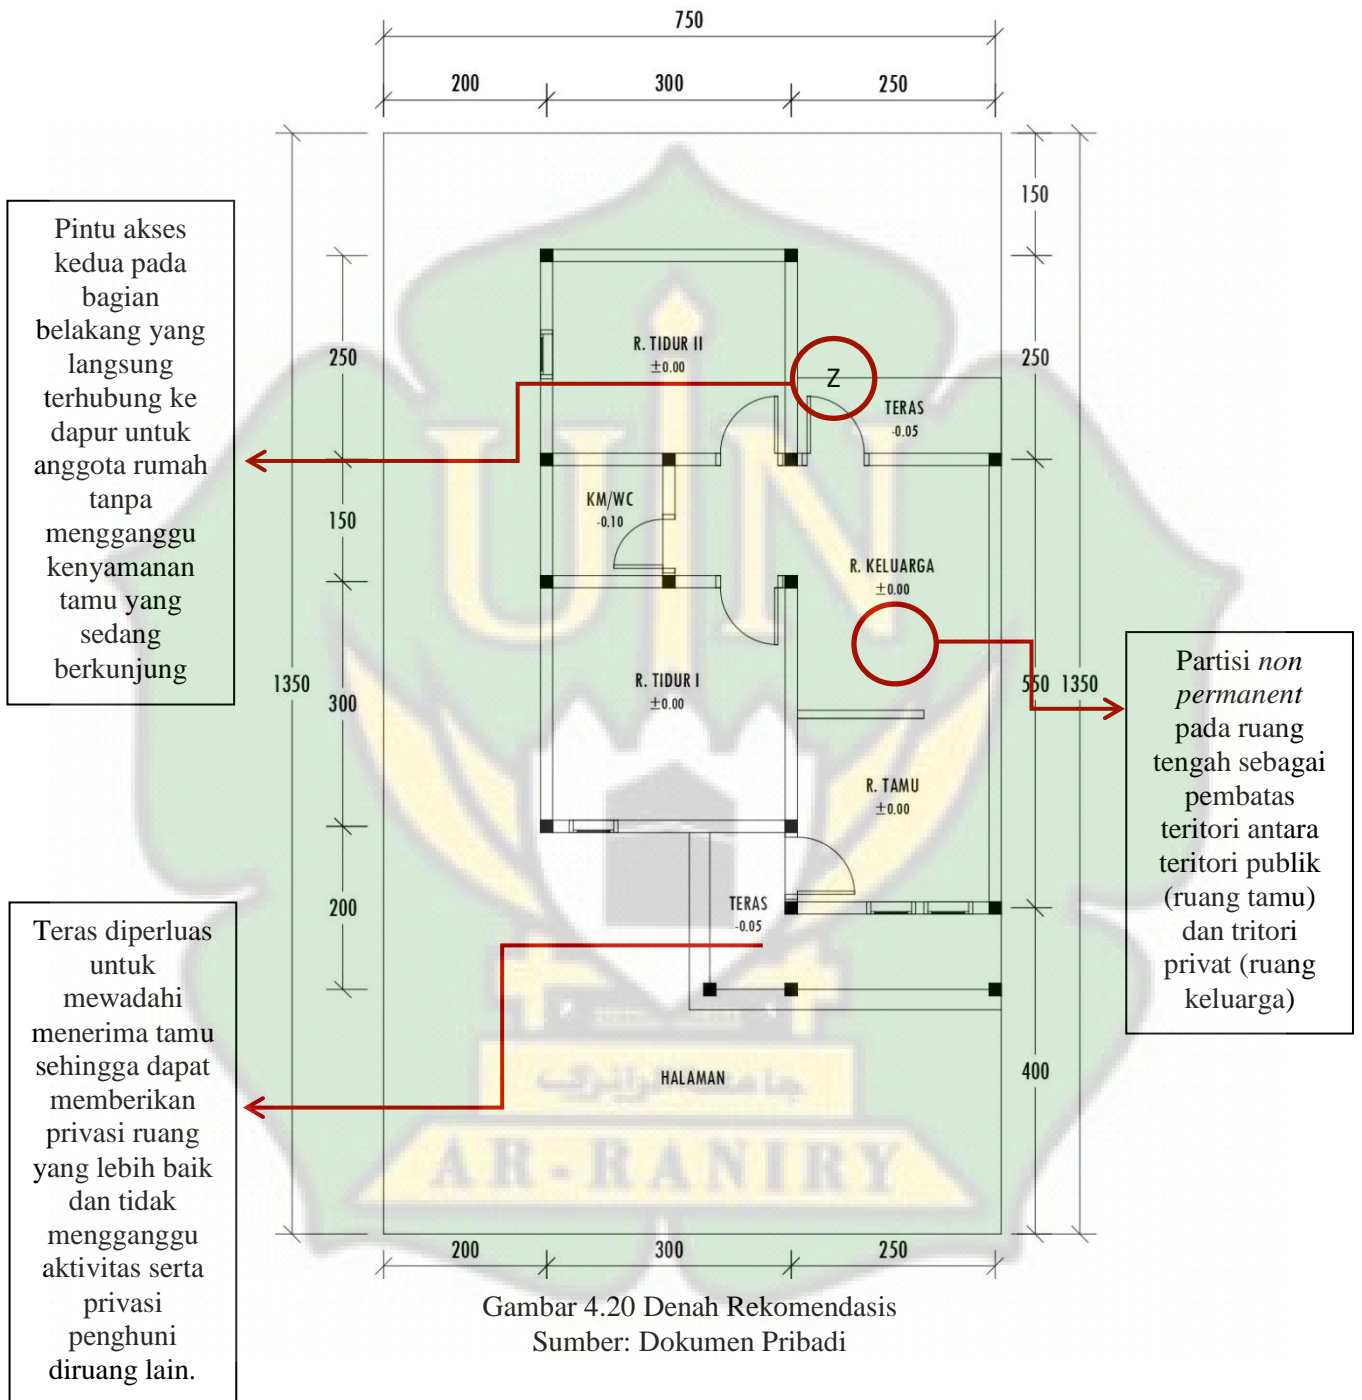 750
200 300 250
Pintu akses
kedua pada
bagian
belakang yang
langsung
terhubung ke
dapur untuk
anggota rumah
tanpa
mengganggu
kenyamanan
tamu yang
sedang
berkunjung
Teras diperluas
untuk
mewadahi
menerima tamu
sehingga dapat
memberikan
privasi ruang
yang lebih baik
dan tidak
mengganggu
aktivitas serta
privasi
penghuni
diruang lain.
1350
250
150
300
200
R. TIDUR II
±0.00
Z
TERAS
-0.05
KM/WC
-0.10
R. KELUARGA
±0.00
R. TIDUR I
±0.00
R. TAMU
±0.00
TERAS
-0.05
HALAMAN
UIN
جامعة الرانري
AR-RANIRY
150
250
550
400
1350
Partisi non
permanent
pada ruang
tengah sebagai
pembatas
teritori antara
teritori publik
(ruang tamu)
dan tritori
privat (ruang
keluarga)
200 300 250
Gambar 4.20 Denah Rekomendasis
Sumber: Dokumen Pribadi